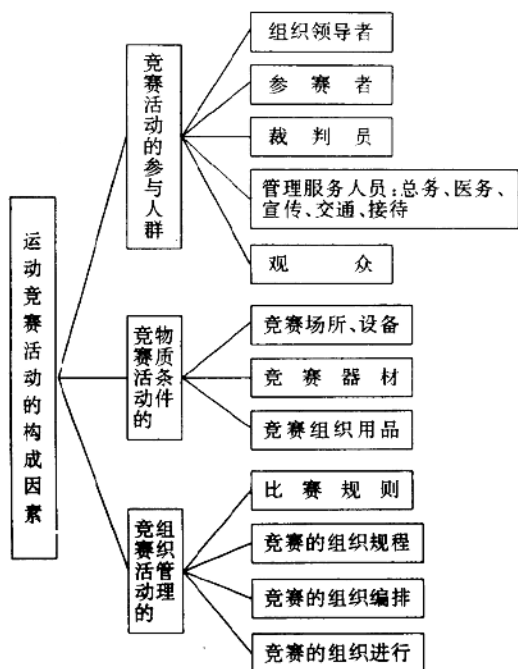 运动竞赛活动的构成因素
竞赛活动的参与人群
组织领导者
参赛者
裁判员
管理服务人员:总务、医务、
宣传、交通、接待
观众
竞赛活动的
物质条件
竞赛场所、设备
竞赛器材
竞赛组织用品
竞赛活动的
组织管理
比赛规则
竞赛的组织规程
竞赛的组织编排
竞赛的组织进行